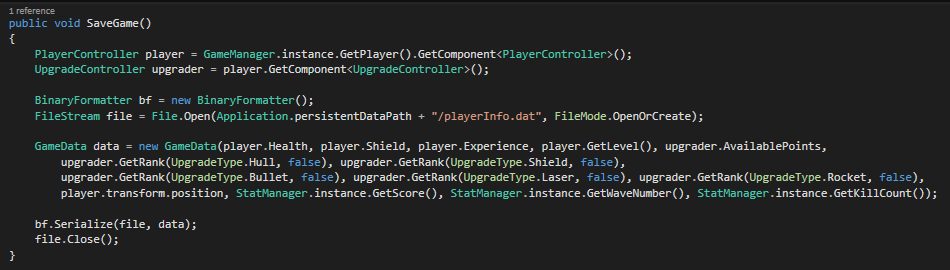 1 reference
public void SaveGame()
{
PlayerController player = GameManager.instance.GetPlayer().GetComponent<PlayerController>();
UpgradeController upgrader = player.GetComponent<UpgradeController>();
BinaryFormatter bf = new BinaryFormatter();
FileStream file = File.Open(Application.persistentDataPath + "/playerInfo.dat", FileMode.OpenOrCreate);
GameData data = new GameData(player.Health, player.Shield, player.Experience, player.GetLevel(), upgrader.AvailablePoints,
upgrader.GetRank(UpgradeType.Hull, false), upgrader.GetRank(UpgradeType.Shield, false),
upgrader.GetRank(UpgradeType.Bullet, false), upgrader.GetRank(UpgradeType.Laser, false), upgrader.GetRank(UpgradeType.Rocket, false),
player.transform.position, StatManager.instance.GetScore(), StatManager.instance.GetWaveNumber(), StatManager.instance.GetKillCount());
bf.Serialize(file, data);
file.Close();
}